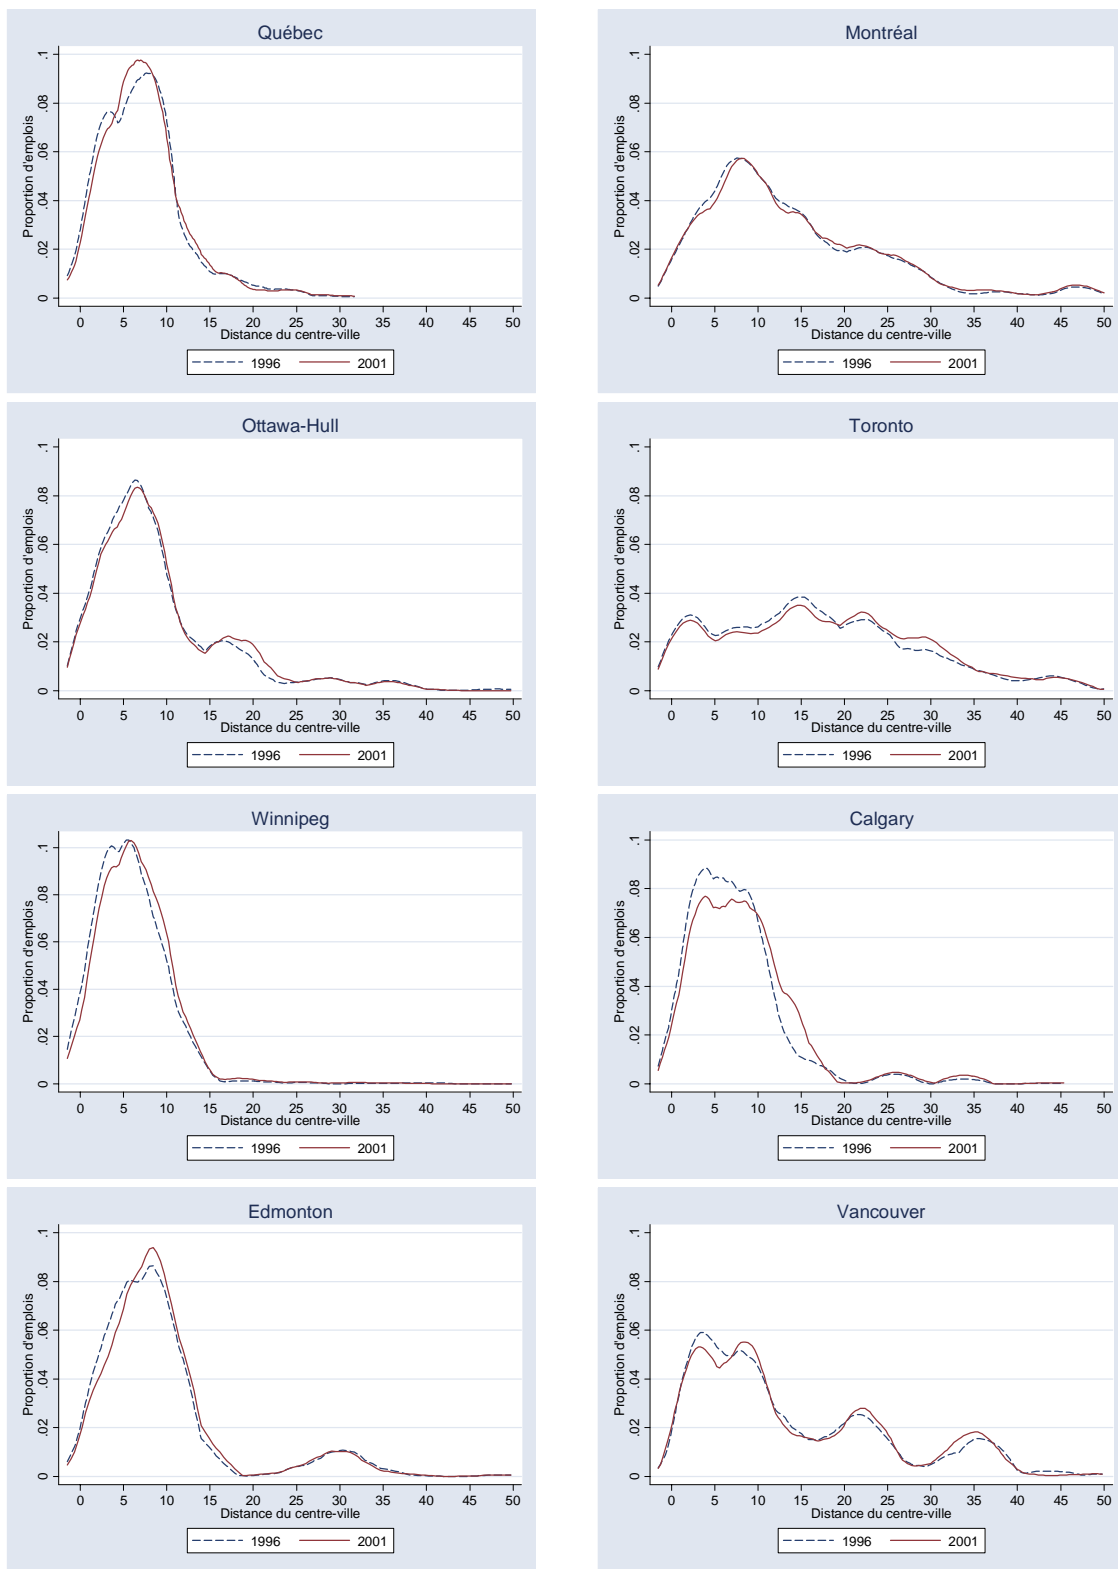 Québec
Proportion d'emplois
0 .02 .04 .06 .08 .1
0 5 10 15 20 25 30 35 40 45 50
Distance du centre-ville
1996 2001
Montréal
Proportion d'emplois
0 .02 .04 .06 .08 .1
0 5 10 15 20 25 30 35 40 45 50
Distance du centre-ville
1996 2001
Ottawa-Hull
Proportion d'emplois
0 .02 .04 .06 .08 .1
0 5 10 15 20 25 30 35 40 45 50
Distance du centre-ville
1996 2001
Toronto
Proportion d'emplois
0 .02 .04 .06 .08 .1
0 5 10 15 20 25 30 35 40 45 50
Distance du centre-ville
1996 2001
Winnipeg
Proportion d'emplois
0 .02 .04 .06 .08 .1
0 5 10 15 20 25 30 35 40 45 50
Distance du centre-ville
1996 2001
Calgary
Proportion d'emplois
0 .02 .04 .06 .08 .1
0 5 10 15 20 25 30 35 40 45 50
Distance du centre-ville
1996 2001
Edmonton
Proportion d'emplois
0 .02 .04 .06 .08 .1
0 5 10 15 20 25 30 35 40 45 50
Distance du centre-ville
1996 2001
Vancouver
Proportion d'emplois
0 .02 .04 .06 .08 .1
0 5 10 15 20 25 30 35 40 45 50
Distance du centre-ville
1996 2001